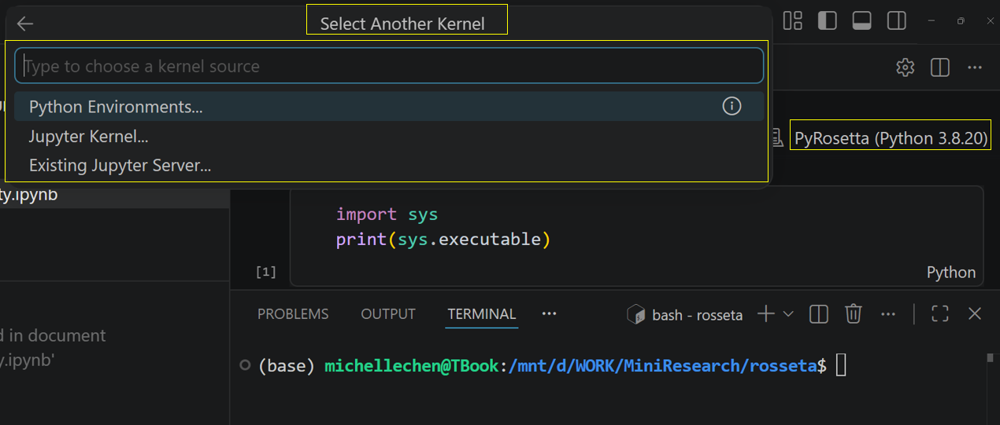 Select Another Kernel
Type to choose a kernel source
Python Environments...
Jupyter Kernel...
Existing Jupyter Server...
PyRosetta (Python 3.8.20)
ty.ipynb
import sys
print(sys.executable)
[1]
Python
PROBLEMS OUTPUT TERMINAL ...
bash - rosseta
d in document
y.ipynb'
(base) michellechen@TBook:/mnt/d/WORK/MiniResearch/rosseta$